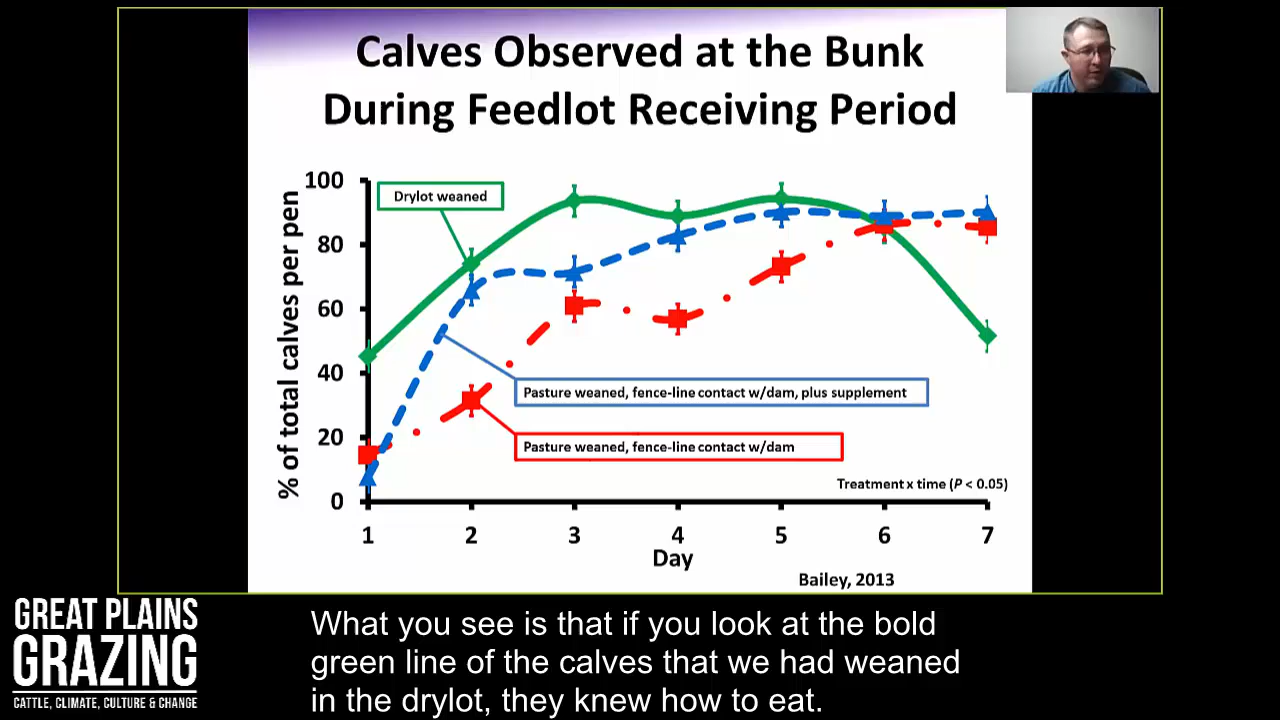 Calves Observed at the Bunk
During Feedlot Receiving Period
% of total calves per pen
100
80
60
40
20
0
Drylot weaned
Pasture weaned, fence-line contact w/dam, plus supplement
Pasture weaned, fence-line contact w/dam
Treatment x time (P < 0.05)
1 2 3 4 5 6 7
Day
Bailey, 2013
GREAT PLAINS
GRAZING
CATTLE, CLIMATE, CULTURE & CHANGE
What you see is that if you look at the bold
green line of the calves that we had weaned
in the drylot, they knew how to eat.